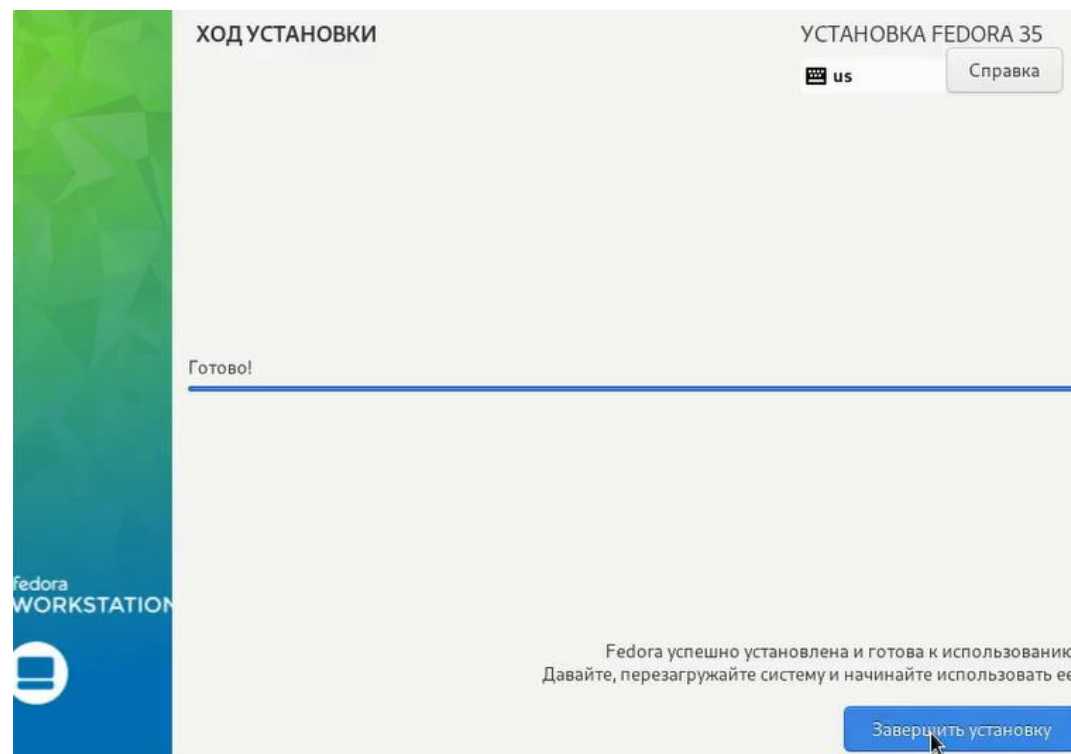 ХОД УСТАНОВКИ
УСТАНОВКА FEDORA 35
us
Справка
Готово!
fedora
WORKSTATION
Fedora успешно установлена и готова к
Давайте, перезагружайте систему и начинайте использовать
Завершить установку